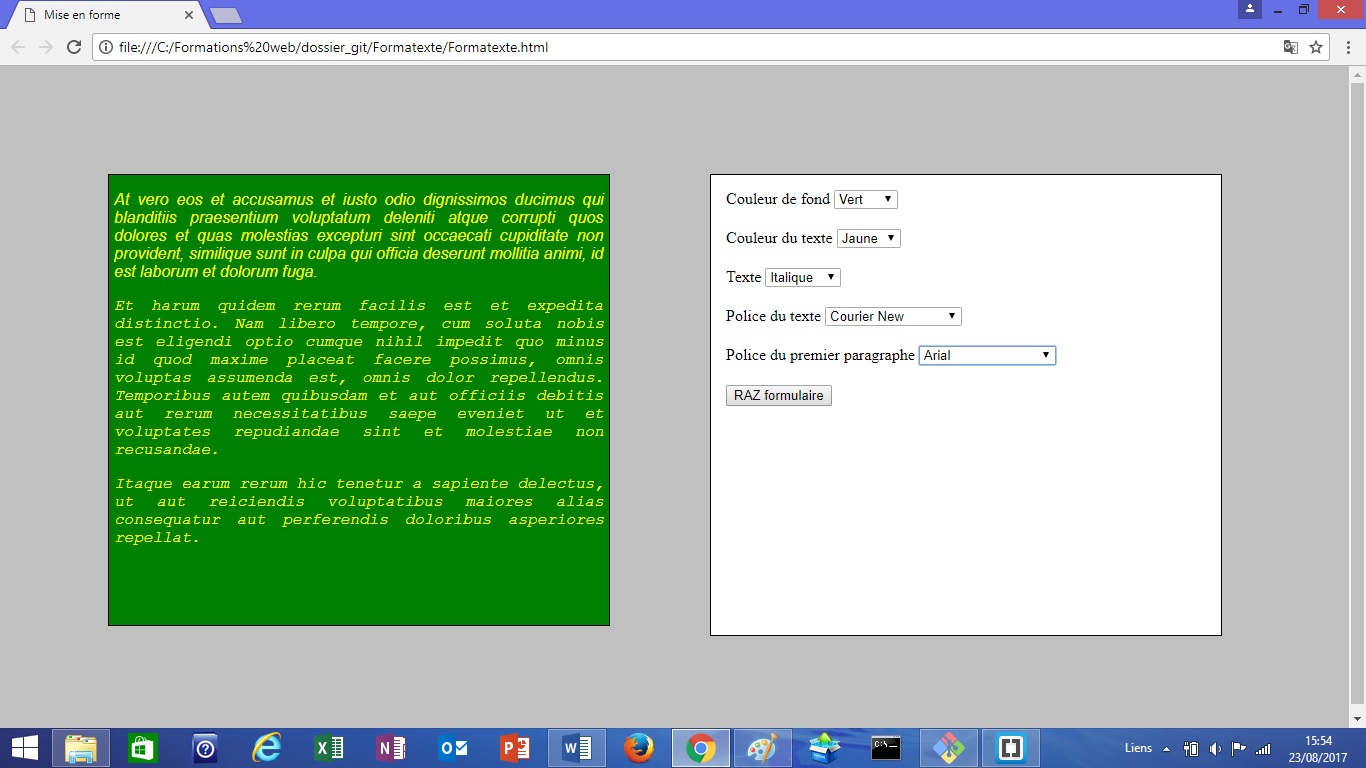 Mise en forme
file:///C:/Formations%20web/dossier_git/Formatexte/Formatexte.html
At vero eos et accusamus et iusto odio dignissimos ducimus qui
blanditiis praesentium voluptatum deleniti atque corrupti quos
dolores et quas molestias excepturi sint occaecati cupiditate non
provident, similique sunt in culpa qui officia deserunt mollitia animi, id
est laborum et dolorum fuga.
Et harum quidem rerum facilis est et expedita
distinctio. Nam libero tempore, cum soluta nobis
est eligendi optio cumque nihil impedit quo minus
id quod maxime placeat facere possimus, omnis
voluptas assumenda est, omnis dolor repellendus.
Temporibus autem quibusdam et aut officiis debitis
aut rerum necessitatibus saepe eveniet ut et
voluptates repudiandae sint et molestiae non
recusandae.
Itaque earum rerum hic tenetur a sapiente delectus,
ut aut reiciendis voluptatibus maiores alias
consequatur aut perferendis doloribus asperiores
repellat.
Couleur de fond Vert
Couleur du texte Jaune
Texte Italique
Police du texte Courier New
Police du premier paragraphe Arial
RAZ formulaire
Liens
15:54
23/08/2017